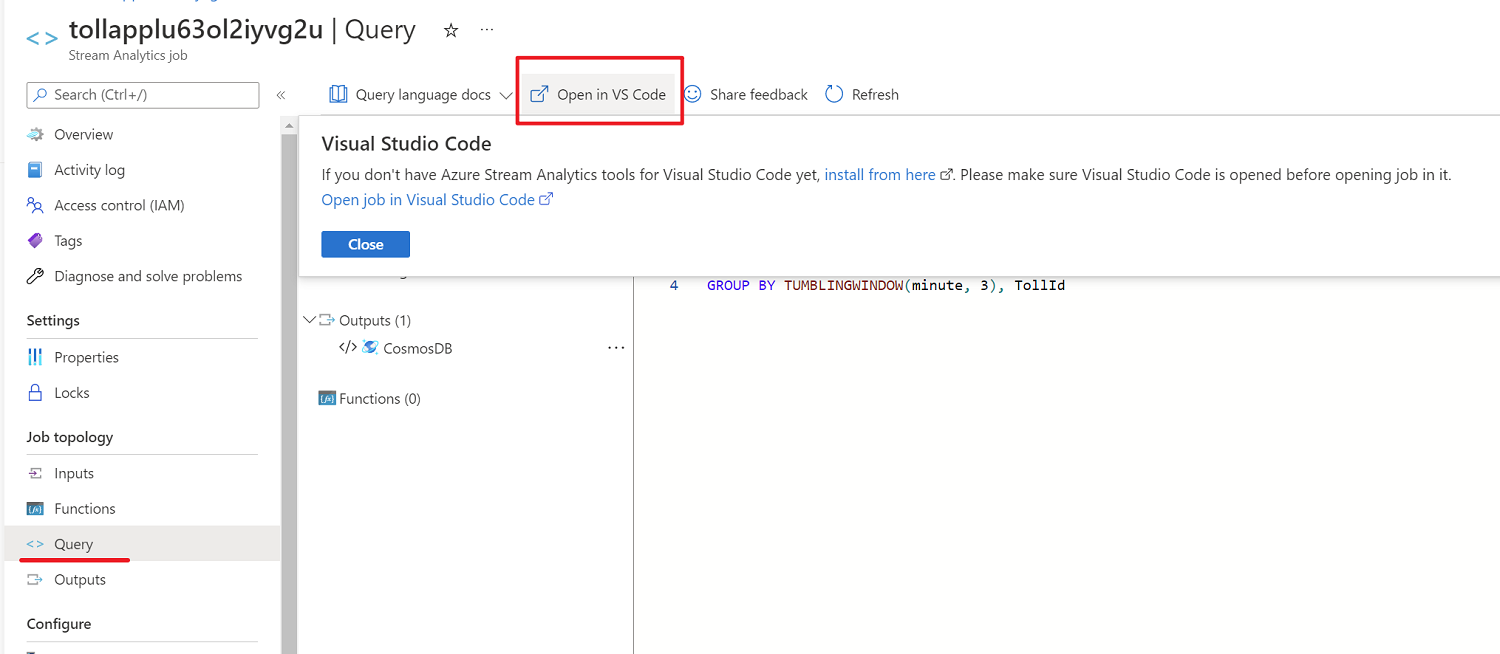 tollapplu63ol2iyvg2u | Query
Stream Analytics job
Search (Ctrl+/)
«
Query language docs
Open in VS Code
Share feedback
Refresh
Overview
Activity log
Access control (IAM)
Tags
Diagnose and solve problems
Settings
Properties
Locks
Job topology
Inputs
Functions
Query
Outputs
Configure
Visual Studio Code
If you don't have Azure Stream Analytics tools for Visual Studio Code yet, install from here. Please make sure Visual Studio Code is opened before opening job in it.
Open job in Visual Studio Code
Close
Outputs (1)
CosmosDB
Functions (0)
4 GROUP BY TUMBLINGWINDOW(minute, 3), TollId